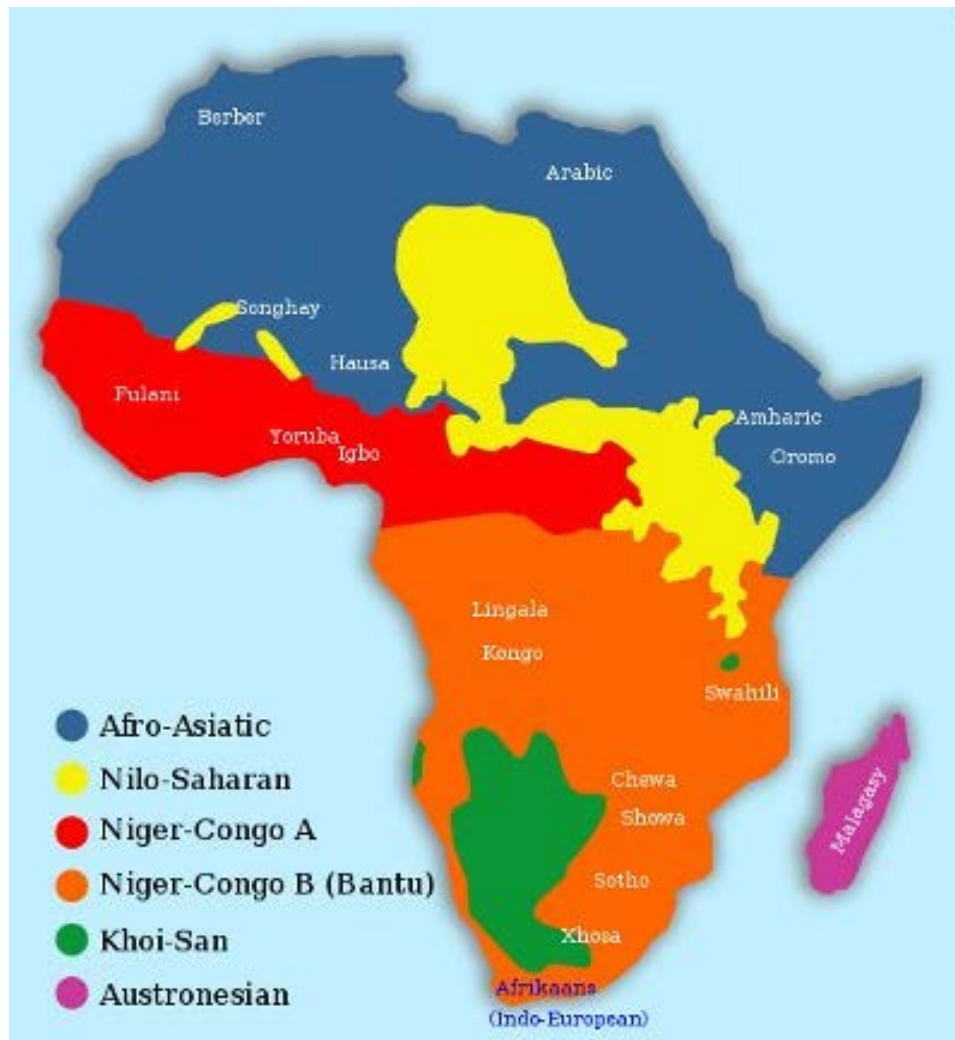 Berber
Arabic
Songhay
Hausa
Fulani
Yoruba
Igbo
Amharic
Oromo
Lingala
Kongo
Swahili
Chewa
Showa
Sotho
Xhosa
Malagasy
Afrikaans
(Indo-European)
Afro-Asiatic
Nilo-Saharan
Niger-Congo A
Niger-Congo B (Bantu)
Khoi-San
Austronesian